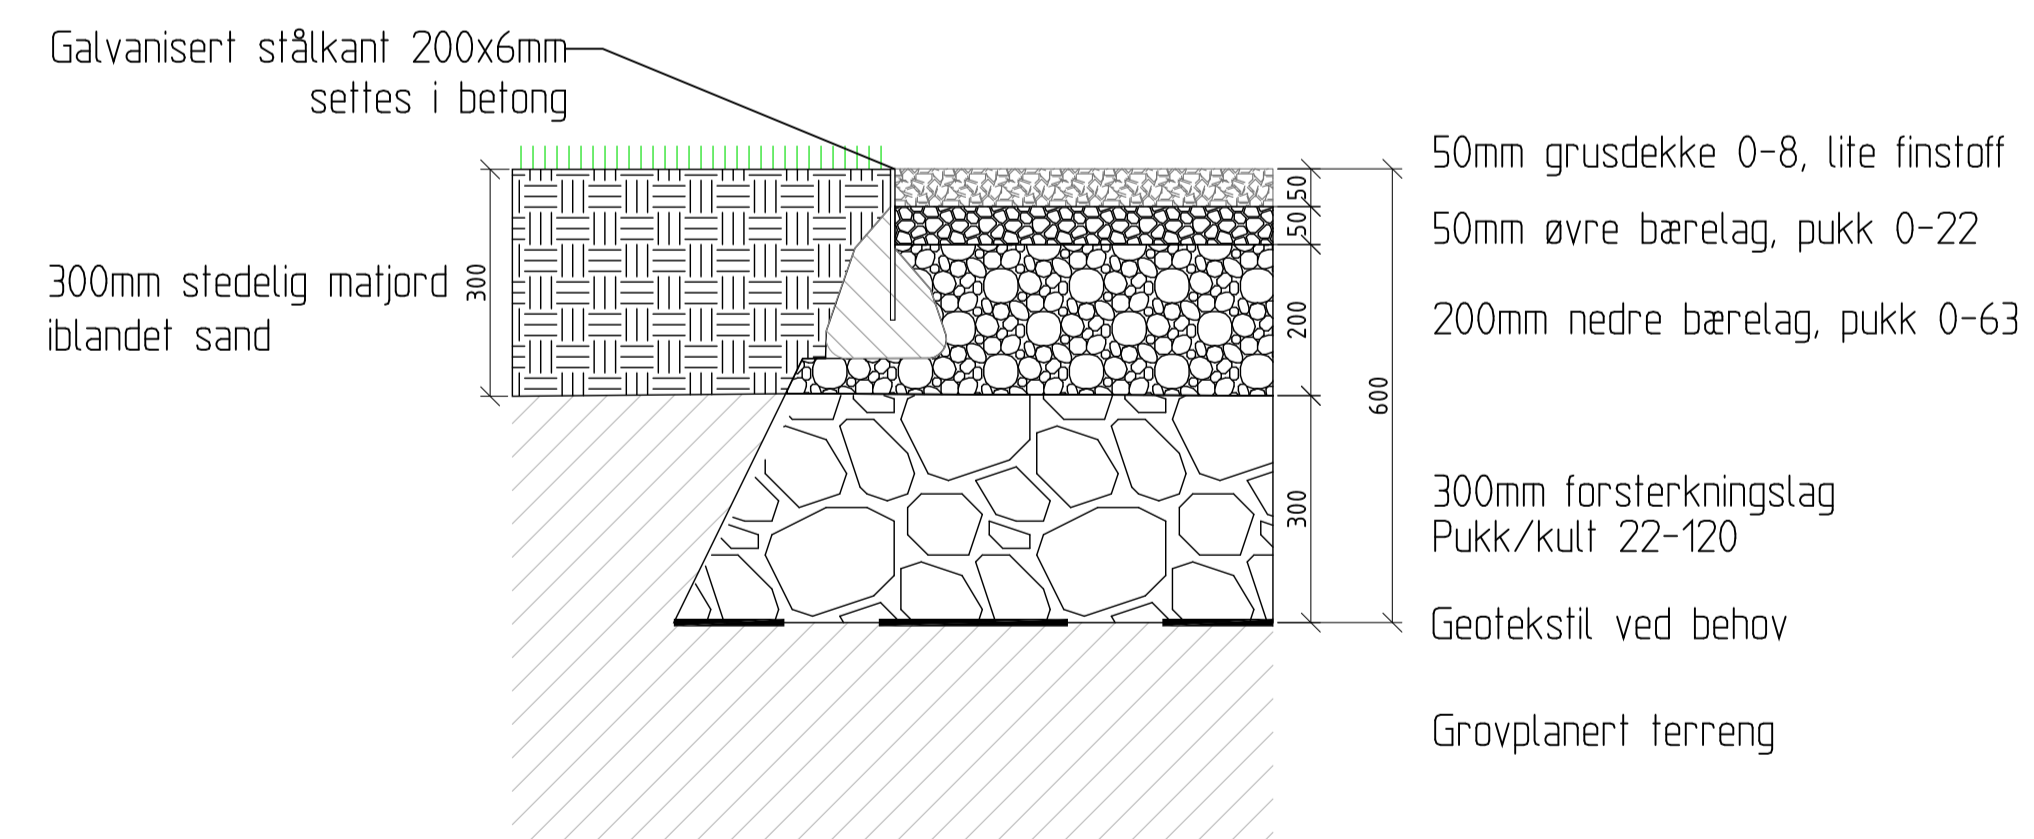 Galvanisert stålkant 200x6mm
settes i betong
300mm stedelig matjord
iblandet sand
300
50
50
200
300
600
50mm grusdekke 0-8, lite finstoff
50mm øvre bærelag, pukk 0-22
200mm nedre bærelag, pukk 0-63
300mm forsterkningslag
Pukk/kult 22-120
Geotekstil ved behov
Grovplanert terreng